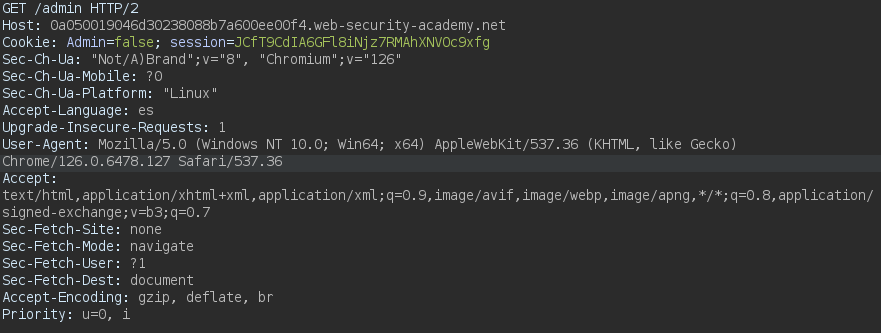 GET /admin HTTP/2
Host: 0a050019046d30238088b7a600ee00f4.web-security-academy.net
Cookie: Admin=false; session=JCfT9CdIA6GFl8iNjz7RMAhXNVOc9xfg
Sec-Ch-Ua: "Not/A)Brand";v="8", "Chromium";v="126"
Sec-Ch-Ua-Mobile: ?0
Sec-Ch-Ua-Platform: "Linux"
Accept-Language: es
Upgrade-Insecure-Requests: 1
User-Agent: Mozilla/5.0 (Windows NT 10.0; Win64; x64) AppleWebKit/537.36 (KHTML, like Gecko)
Chrome/126.0.6478.127 Safari/537.36
Accept:
text/html,application/xhtml+xml,application/xml;q=0.9,image/avif,image/webp,image/apng,*/*;q=0.8,application/
signed-exchange;v=b3;q=0.7
Sec-Fetch-Site: none
Sec-Fetch-Mode: navigate
Sec-Fetch-User: ?1
Sec-Fetch-Dest: document
Accept-Encoding: gzip, deflate, br
Priority: u=0, i